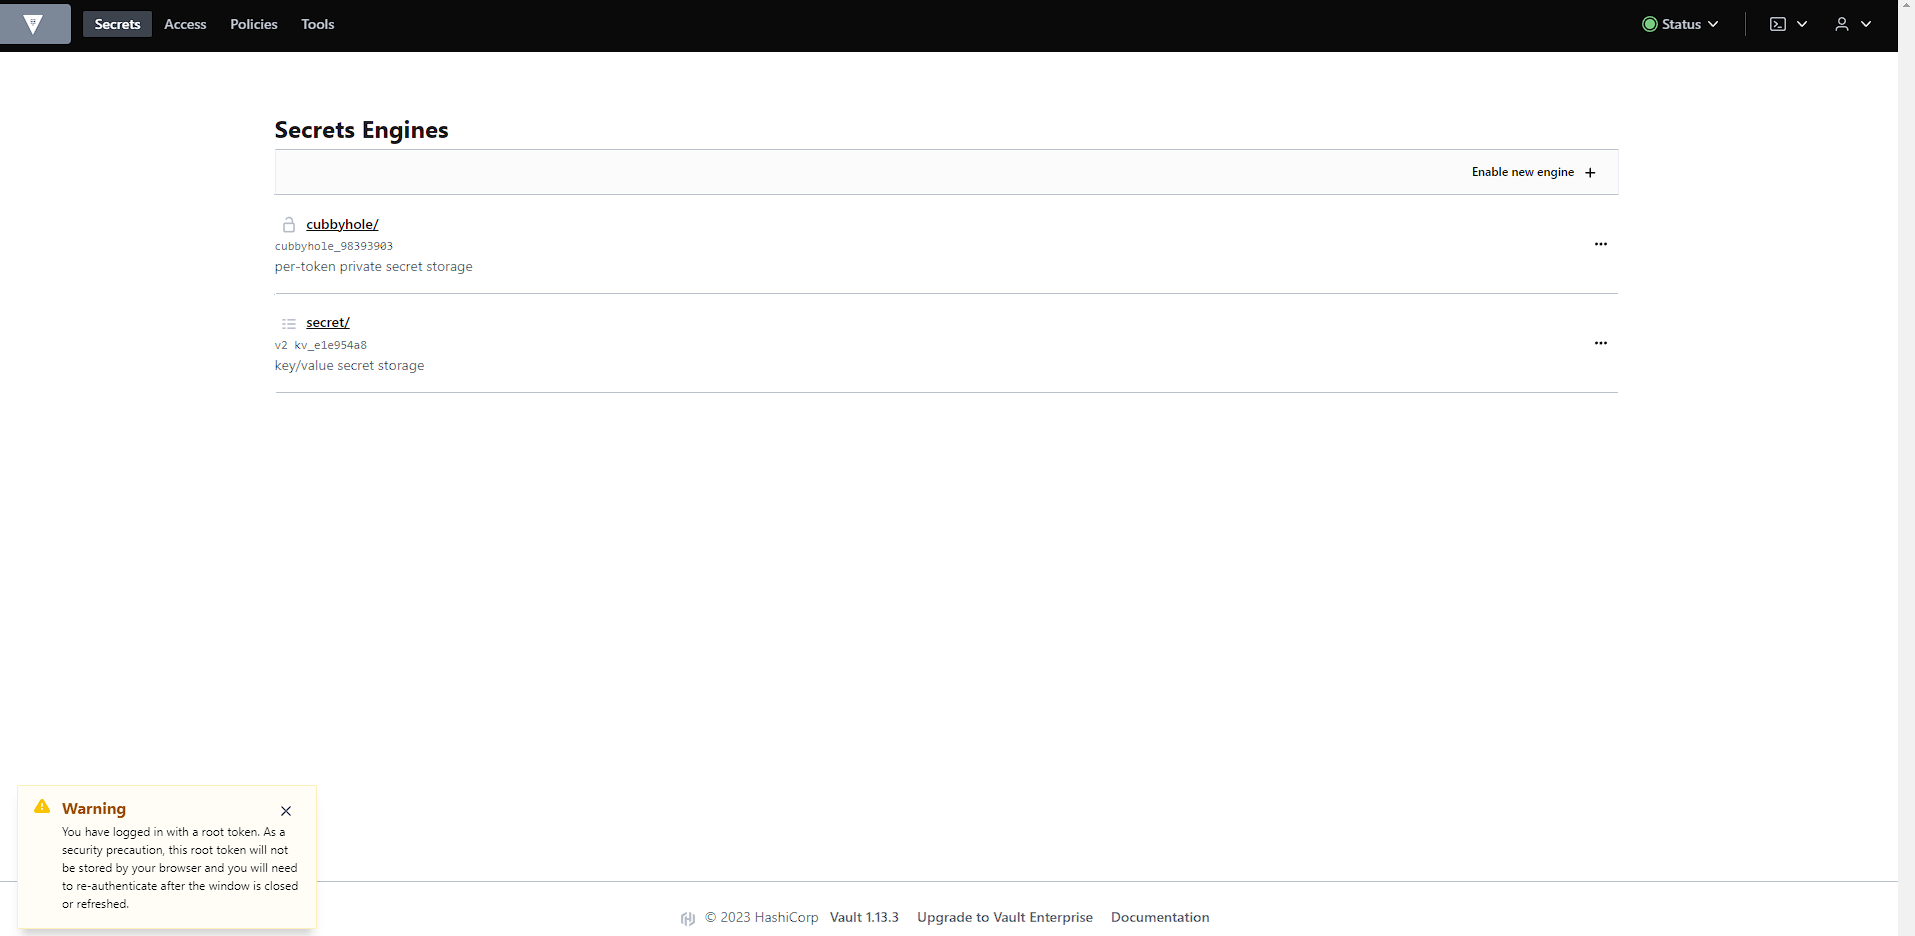 Secrets Access Policies Tools Status
Secrets Engines
Enable new engine
cubbyhole/
cubbyhole_98393903
per-token private secret storage
secret/
v2 kv_e1e954a8
key/value secret storage
Warning
You have logged in with a root token. As a
security precaution, this root token will not
be stored by your browser and you will need
to re-authenticate after the window is closed
or refreshed.
© 2023 HashiCorp Vault 1.13.3 Upgrade to Vault Enterprise Documentation